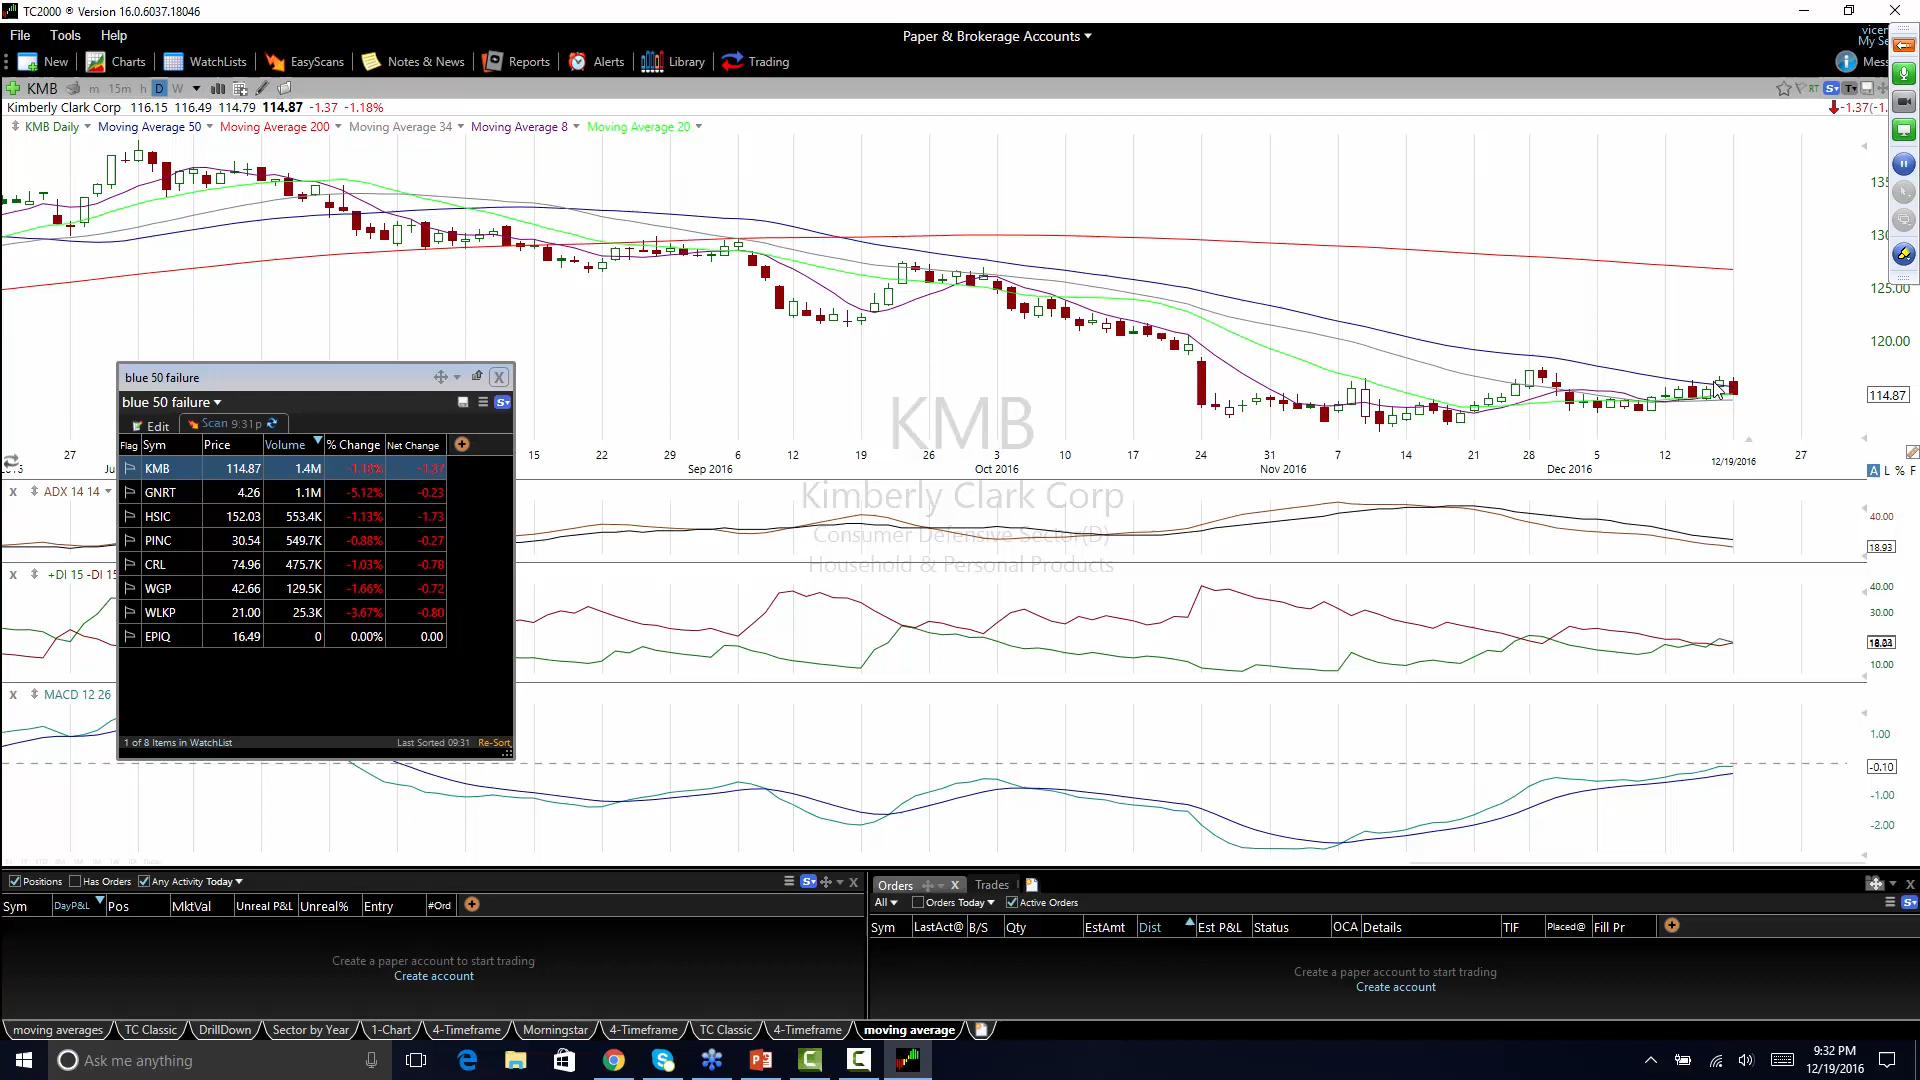 TC2000 ® Version 16.0.6037.18046
File Tools Help
Paper & Brokerage Accounts
New Charts WatchLists EasyScans Notes & News Reports Alerts Library Trading
KMB m 15m h D W
RT
Kimberly Clark Corp 116.15 116.49 114.79 114.87 -1.37 -1.18%
-1.37(-1.
KMB Daily Moving Average 50 Moving Average 200 Moving Average 34 Moving Average 8 Moving Average 20
125.00
120.00
114.87
KMB
Kimberly Clark Corp
Consumer Defensive Sector(D)
Household & Personal Products
27 15 22 29 6 12 19 26 3 10 17 24 31 7 14 21 28 5 12 27
Sep 2016 Oct 2016 Nov 2016 Dec 2016 12/19/2016
A L % F
blue 50 failure
blue 50 failure
Edit Scan 9:31p
Flag Sym Price Volume % Change Net Change
KMB 114.87 1.4M -1.18% -1.37
GNRT 4.26 1.1M -5.12% -0.23
HSIC 152.03 553.4K -1.13% -1.73
PINC 30.54 549.7K -0.88% -0.27
CRL 74.96 475.7K -1.03% -0.78
WGP 42.66 129.5K -1.66% -0.72
WLKP 21.00 25.3K -3.67% -0.80
EPIQ 16.49 0 0.00% 0.00
1 of 8 Items in WatchList Last Sorted 09:31 Re-Sort
X ADX 14 14
40.00
18.93
X +DI 15 -DI 15
40.00
30.00
10.00
X MACD 12 26
1.00
-0.10
-1.00
-2.00
Positions Has Orders Any Activity Today
Sym DayP&L Pos MktVal Unreal P&L Unreal% Entry #Ord
Create a paper account to start trading
Create account
Orders X Trades
All Orders Today Active Orders
Sym LastAct@ B/S Qty EstAmt Dist Est P&L Status OCA Details TIF Placed@ Fill Pr
Create a paper account to start trading
Create account
moving averages TC Classic DrillDown Sector by Year 1-Chart 4-Timeframe Morningstar 4-Timeframe TC Classic 4-Timeframe moving average
Ask me anything
9:32 PM
12/19/2016